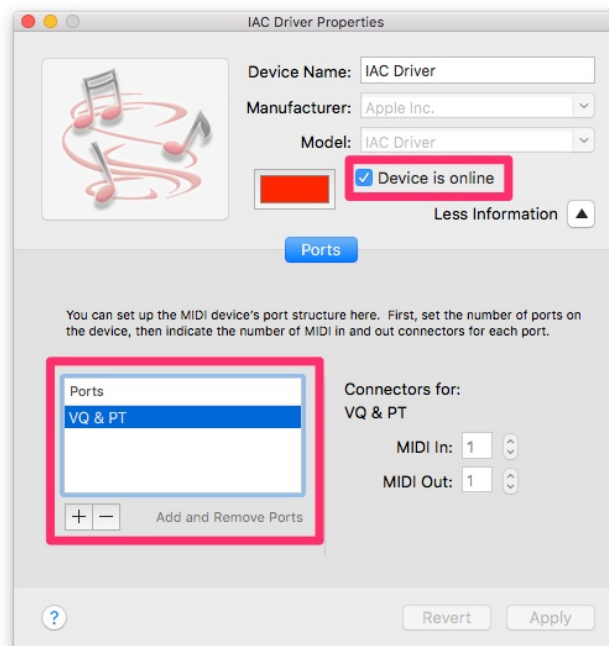 IAC Driver Properties
Device Name: IAC Driver
Manufacturer: Apple Inc.
Model: IAC Driver
Device is online
Less Information
Ports
You can set up the MIDI device's port structure here. First, set the number of ports on
the device, then indicate the number of MIDI in and out connectors for each port.
Ports
VQ & PT
+ − Add and Remove Ports
Connectors for:
VQ & PT
MIDI In: 1
MIDI Out: 1
? Revert Apply